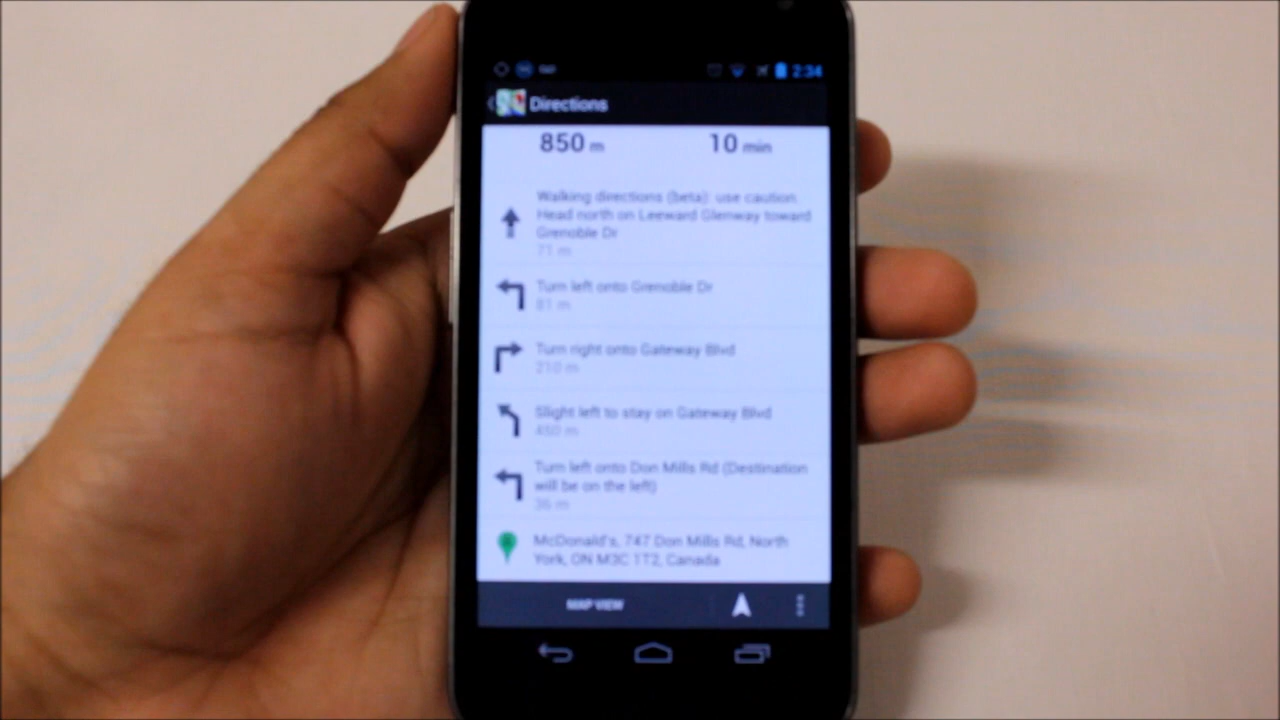 2:34
Directions
850 m 10 min
Walking directions (beta): use caution.
Head north on Leeward Glenway toward
Grenoble Dr
71 m
Turn left onto Grenoble Dr
81 m
Turn right onto Gateway Blvd
210 m
Slight left to stay on Gateway Blvd
450 m
Turn left onto Don Mills Rd (Destination
will be on the left)
36 m
McDonald's, 747 Don Mills Rd, North
York, ON M3C 1T2, Canada
MAP VIEW